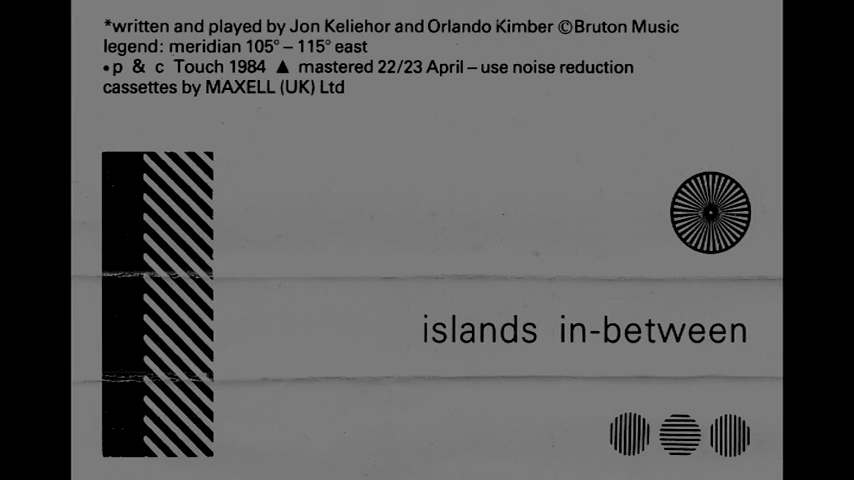 *written and played by Jon Keliehor and Orlando Kimber ©Bruton Music
legend: meridian 105° – 115° east
• p & c Touch 1984 ▲ mastered 22/23 April – use noise reduction
cassettes by MAXELL (UK) Ltd
islands in-between